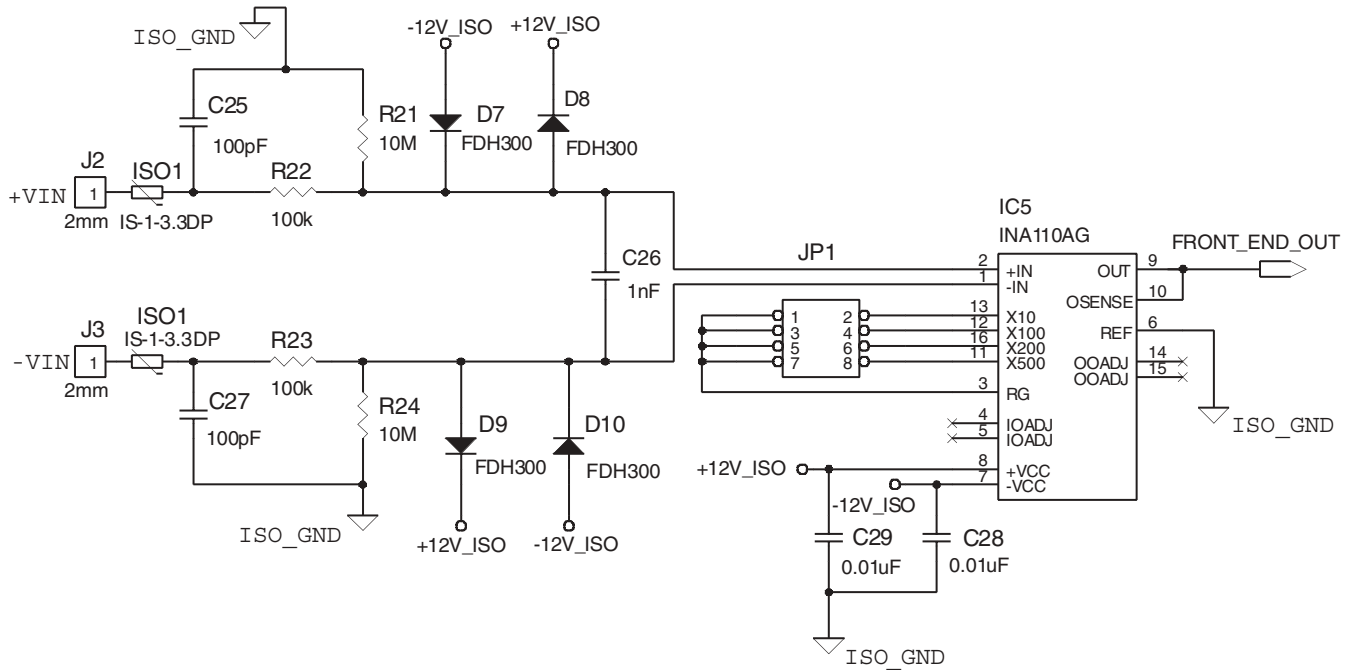 ISO_GND
-12V_ISO
+12V_ISO
C25
100pF
R21
10M
D7
FDH300
D8
FDH300
J2
+VIN
1
2mm
ISO1
IS-1-3.3DP
R22
100k
C26
1nF
J3
-VIN
1
2mm
ISO1
IS-1-3.3DP
R23
100k
C27
100pF
R24
10M
ISO_GND
D9
FDH300
D10
FDH300
+12V_ISO
-12V_ISO
JP1
1 2
3 4
5 6
7 8
IC5
INA110AG
2 +IN
1 -IN
13 X10
12 X100
16 X200
11 X500
3 RG
4 IOADJ
5 IOADJ
8 +VCC
7 -VCC
OUT 9
OSENSE 10
REF 6
OOADJ 14
OOADJ 15
FRONT_END_OUT
ISO_GND
+12V_ISO
-12V_ISO
C29
0.01uF
C28
0.01uF
ISO_GND